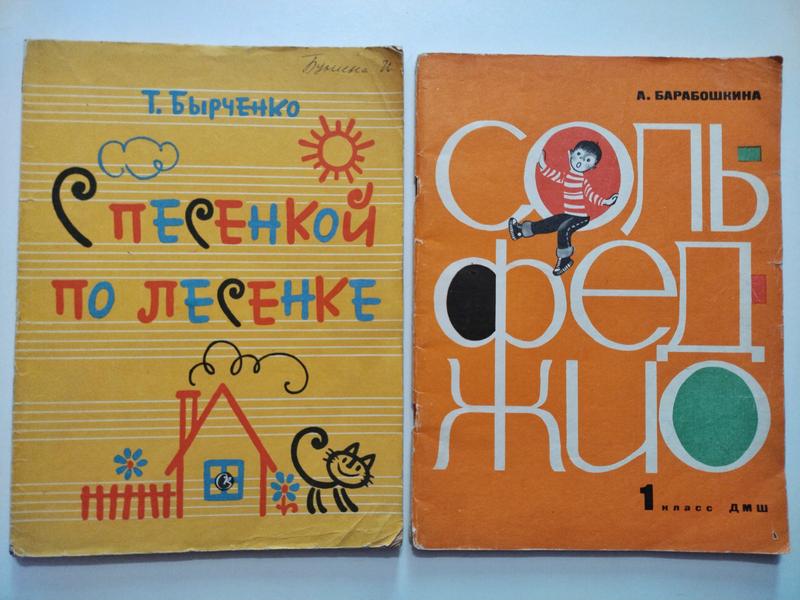 Т. Бырченко
С ПЕСЕНКОЙ
ПО ЛЕСЕНКЕ
А. БАРАБОШКИНА
СОЛЬ-
ФЕД-
ЖИО
1 класс ДМШ